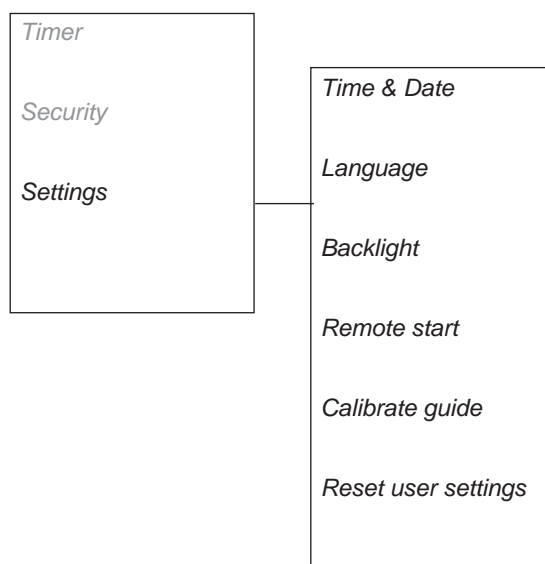 Timer
Security
Settings
Time & Date
Language
Backlight
Remote start
Calibrate guide
Reset user settings